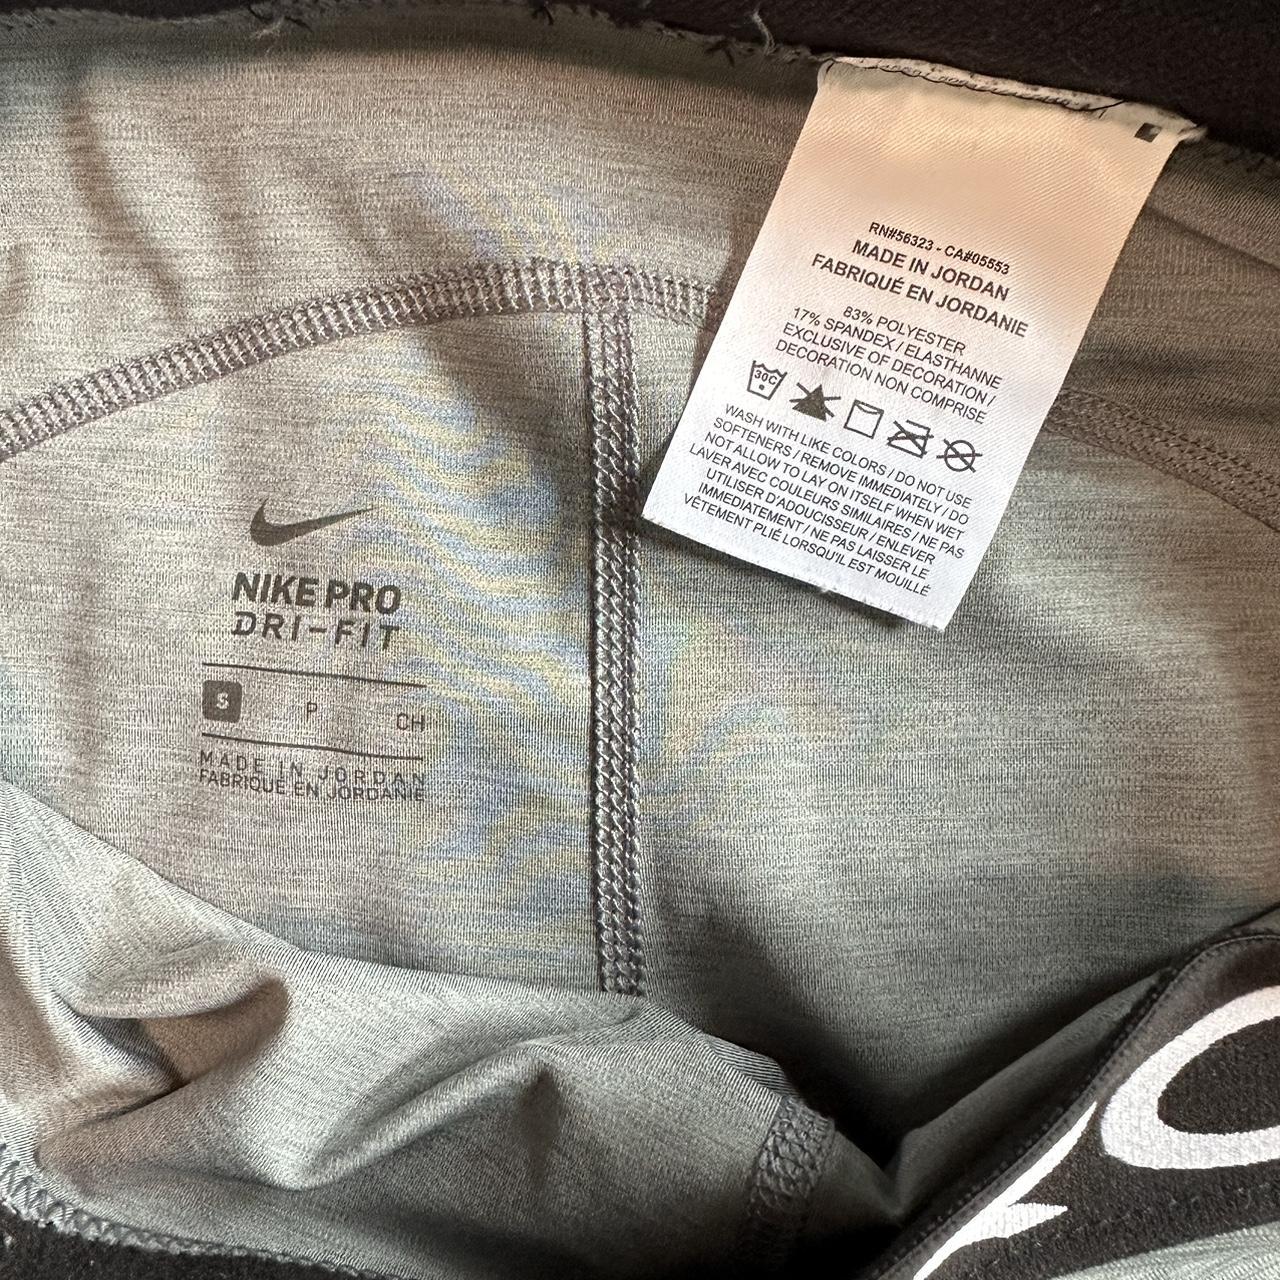 NIKE PRO
DRI-FIT
S P CH
MADE IN JORDAN
FABRIQUÉ EN JORDANIE
RN#56323 - CA#05553
MADE IN JORDAN
FABRIQUÉ EN JORDANIE
83% POLYESTER
17% SPANDEX / ELASTHANNE
EXCLUSIVE OF DECORATION /
DECORATION NON COMPRISE
30C
WASH WITH LIKE COLORS / DO NOT USE
SOFTENERS / REMOVE IMMEDIATELY / DO
NOT ALLOW TO LAY ON ITSELF WHEN WET
LAVER AVEC COULEURS SIMILAIRES / NE PAS
UTILISER D'ADOUCISSEUR / ENLEVER
IMMEDIATEMENT / NE PAS LAISSER LE
VÊTEMENT PLIÉ LORSQU'IL EST MOUILLÉ